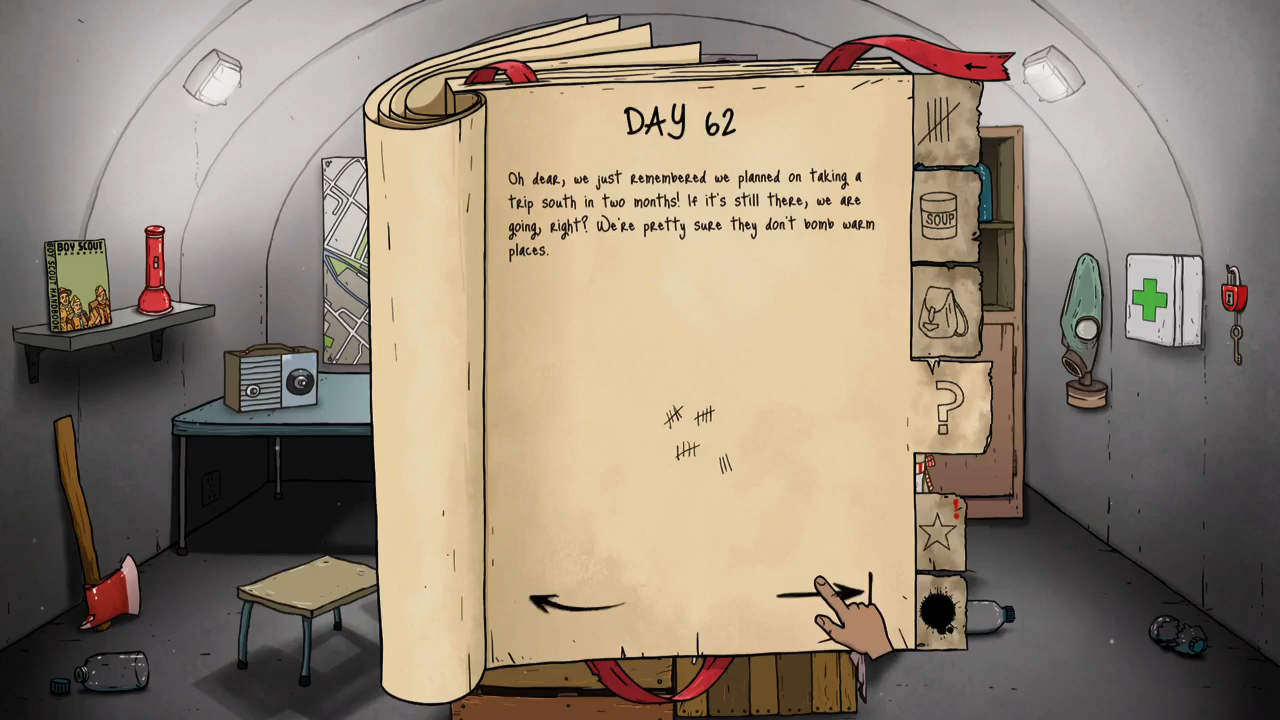 DAY 62
Oh dear, we just remembered we planned on taking a
trip south in two months! If it's still there, we are
going, right? We're pretty sure they don't bomb warm
places.
SOUP
?
!
BOY SCOUT
HANDBOOK
BOY SCOUT HANDBOOK